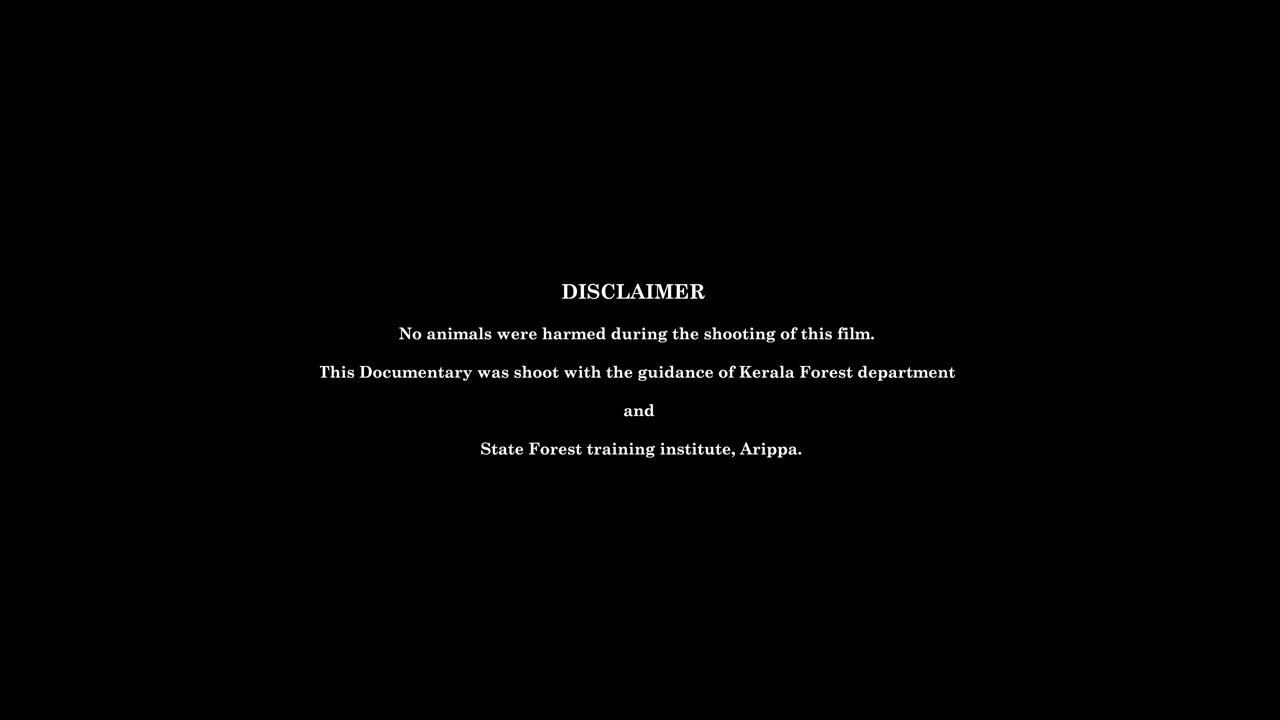 DISCLAIMER
No animals were harmed during the shooting of this film.
This Documentary was shoot with the guidance of Kerala Forest department
and
State Forest training institute, Arippa.